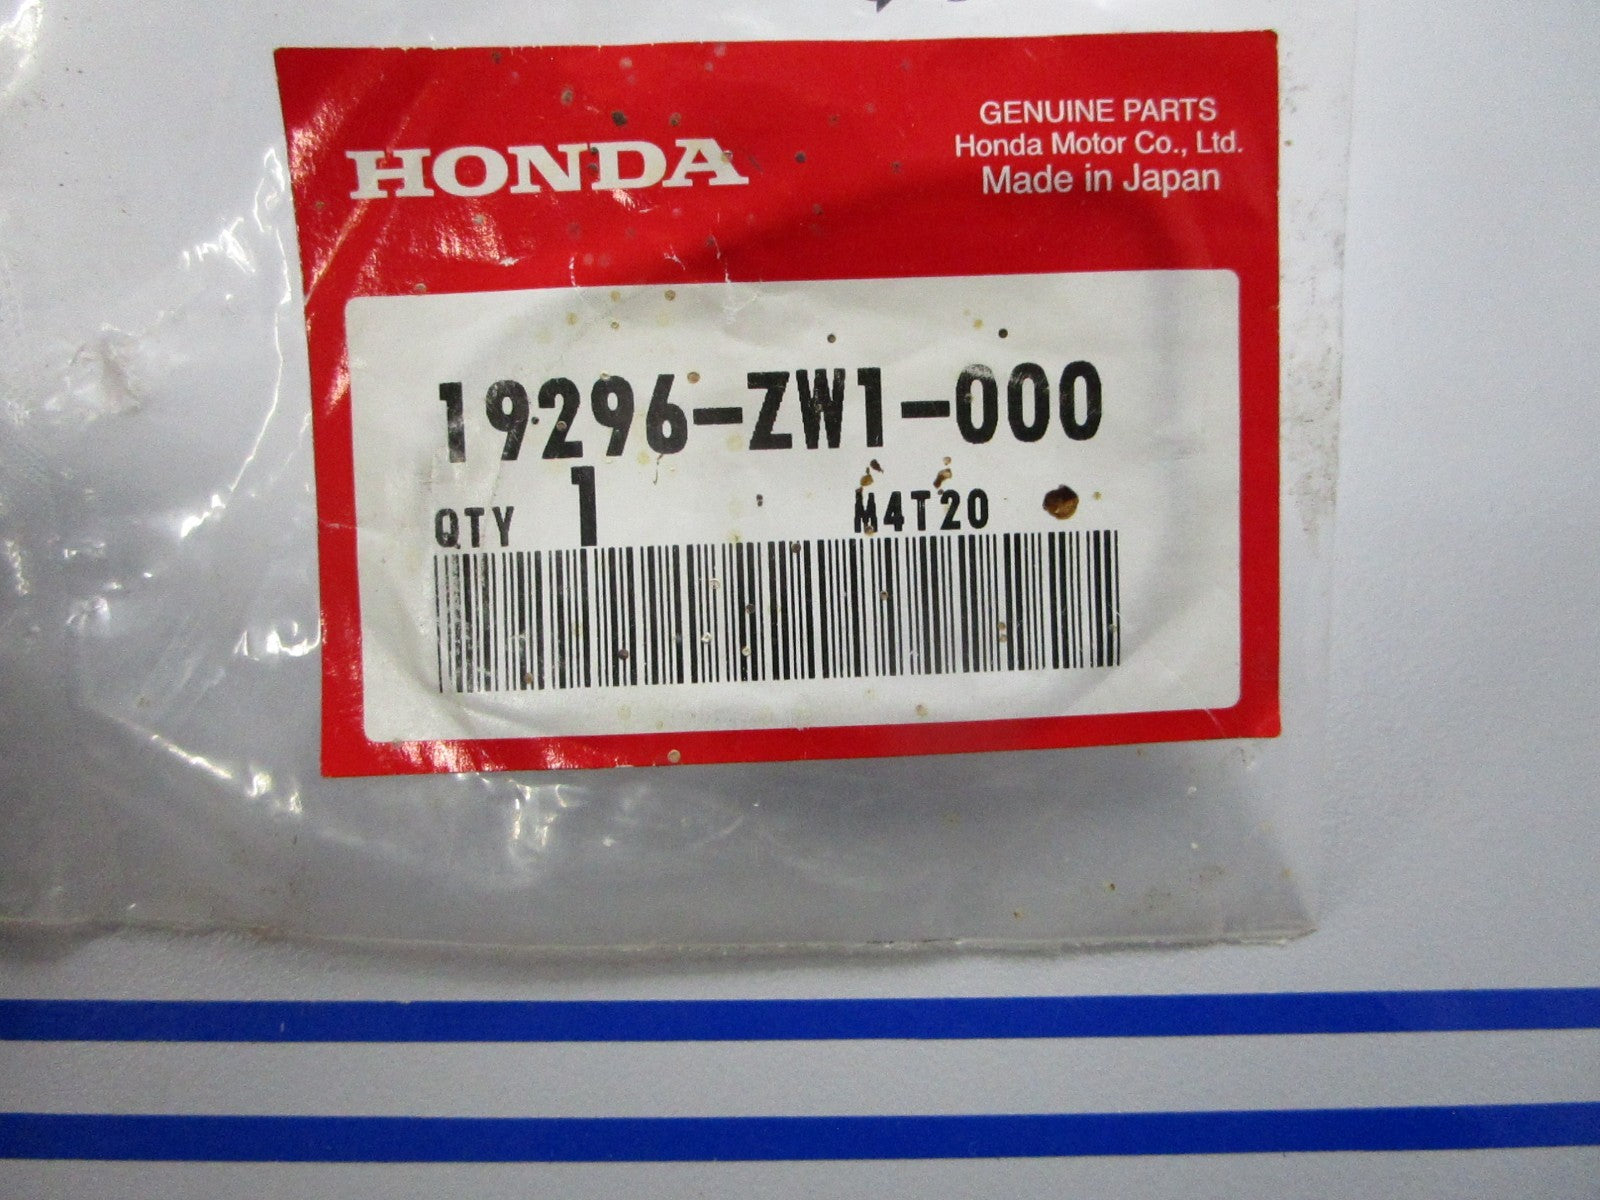 HONDA
GENUINE PARTS
Honda Motor Co., Ltd.
Made in Japan
19296-ZW1-000
QTY 1 M4T20